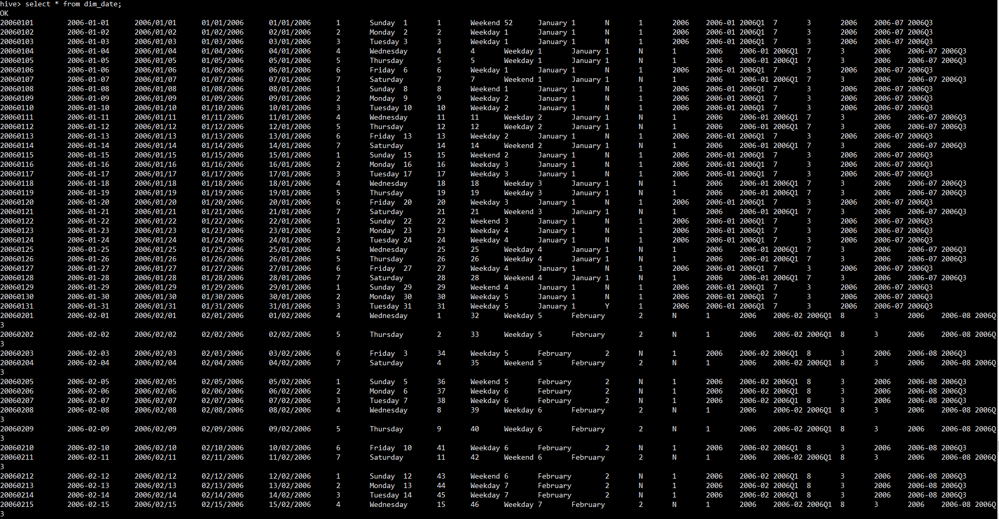 hive> select * from dim_date;
OK
20060101 2006-01-01 2006/01/01 01/01/2006 01/01/2006 1 Sunday 1 1 Weekend 52 January 1 N 1 2006 2006-01 2006Q1 7 3 2006 2006-07 2006Q3
20060102 2006-01-02 2006/01/02 01/02/2006 02/01/2006 2 Monday 2 2 Weekday 1 January 1 N 1 2006 2006-01 2006Q1 7 3 2006 2006-07 2006Q3
20060103 2006-01-03 2006/01/03 01/03/2006 03/01/2006 3 Tuesday 3 3 Weekday 1 January 1 N 1 2006 2006-01 2006Q1 7 3 2006 2006-07 2006Q3
20060104 2006-01-04 2006/01/04 01/04/2006 04/01/2006 4 Wednesday 4 4 Weekday 1 January 1 N 1 2006 2006-01 2006Q1 7 3 2006 2006-07 2006Q3
20060105 2006-01-05 2006/01/05 01/05/2006 05/01/2006 5 Thursday 5 5 Weekday 1 January 1 N 1 2006 2006-01 2006Q1 7 3 2006 2006-07 2006Q3
20060106 2006-01-06 2006/01/06 01/06/2006 06/01/2006 6 Friday 6 6 Weekday 1 January 1 N 1 2006 2006-01 2006Q1 7 3 2006 2006-07 2006Q3
20060107 2006-01-07 2006/01/07 01/07/2006 07/01/2006 7 Saturday 7 7 Weekend 1 January 1 N 1 2006 2006-01 2006Q1 7 3 2006 2006-07 2006Q3
20060108 2006-01-08 2006/01/08 01/08/2006 08/01/2006 1 Sunday 8 8 Weekend 1 January 1 N 1 2006 2006-01 2006Q1 7 3 2006 2006-07 2006Q3
20060109 2006-01-09 2006/01/09 01/09/2006 09/01/2006 2 Monday 9 9 Weekday 2 January 1 N 1 2006 2006-01 2006Q1 7 3 2006 2006-07 2006Q3
20060110 2006-01-10 2006/01/10 01/10/2006 10/01/2006 3 Tuesday 10 10 Weekday 2 January 1 N 1 2006 2006-01 2006Q1 7 3 2006 2006-07 2006Q3
20060111 2006-01-11 2006/01/11 01/11/2006 11/01/2006 4 Wednesday 11 11 Weekday 2 January 1 N 1 2006 2006-01 2006Q1 7 3 2006 2006-07 2006Q3
20060112 2006-01-12 2006/01/12 01/12/2006 12/01/2006 5 Thursday 12 12 Weekday 2 January 1 N 1 2006 2006-01 2006Q1 7 3 2006 2006-07 2006Q3
20060113 2006-01-13 2006/01/13 01/13/2006 13/01/2006 6 Friday 13 13 Weekday 2 January 1 N 1 2006 2006-01 2006Q1 7 3 2006 2006-07 2006Q3
20060114 2006-01-14 2006/01/14 01/14/2006 14/01/2006 7 Saturday 14 14 Weekend 2 January 1 N 1 2006 2006-01 2006Q1 7 3 2006 2006-07 2006Q3
20060115 2006-01-15 2006/01/15 01/15/2006 15/01/2006 1 Sunday 15 15 Weekend 2 January 1 N 1 2006 2006-01 2006Q1 7 3 2006 2006-07 2006Q3
20060116 2006-01-16 2006/01/16 01/16/2006 16/01/2006 2 Monday 16 16 Weekday 3 January 1 N 1 2006 2006-01 2006Q1 7 3 2006 2006-07 2006Q3
20060117 2006-01-17 2006/01/17 01/17/2006 17/01/2006 3 Tuesday 17 17 Weekday 3 January 1 N 1 2006 2006-01 2006Q1 7 3 2006 2006-07 2006Q3
20060118 2006-01-18 2006/01/18 01/18/2006 18/01/2006 4 Wednesday 18 18 Weekday 3 January 1 N 1 2006 2006-01 2006Q1 7 3 2006 2006-07 2006Q3
20060119 2006-01-19 2006/01/19 01/19/2006 19/01/2006 5 Thursday 19 19 Weekday 3 January 1 N 1 2006 2006-01 2006Q1 7 3 2006 2006-07 2006Q3
20060120 2006-01-20 2006/01/20 01/20/2006 20/01/2006 6 Friday 20 20 Weekday 3 January 1 N 1 2006 2006-01 2006Q1 7 3 2006 2006-07 2006Q3
20060121 2006-01-21 2006/01/21 01/21/2006 21/01/2006 7 Saturday 21 21 Weekend 3 January 1 N 1 2006 2006-01 2006Q1 7 3 2006 2006-07 2006Q3
20060122 2006-01-22 2006/01/22 01/22/2006 22/01/2006 1 Sunday 22 22 Weekend 3 January 1 N 1 2006 2006-01 2006Q1 7 3 2006 2006-07 2006Q3
20060123 2006-01-23 2006/01/23 01/23/2006 23/01/2006 2 Monday 23 23 Weekday 4 January 1 N 1 2006 2006-01 2006Q1 7 3 2006 2006-07 2006Q3
20060124 2006-01-24 2006/01/24 01/24/2006 24/01/2006 3 Tuesday 24 24 Weekday 4 January 1 N 1 2006 2006-01 2006Q1 7 3 2006 2006-07 2006Q3
20060125 2006-01-25 2006/01/25 01/25/2006 25/01/2006 4 Wednesday 25 25 Weekday 4 January 1 N 1 2006 2006-01 2006Q1 7 3 2006 2006-07 2006Q3
20060126 2006-01-26 2006/01/26 01/26/2006 26/01/2006 5 Thursday 26 26 Weekday 4 January 1 N 1 2006 2006-01 2006Q1 7 3 2006 2006-07 2006Q3
20060127 2006-01-27 2006/01/27 01/27/2006 27/01/2006 6 Friday 27 27 Weekday 4 January 1 N 1 2006 2006-01 2006Q1 7 3 2006 2006-07 2006Q3
20060128 2006-01-28 2006/01/28 01/28/2006 28/01/2006 7 Saturday 28 28 Weekend 4 January 1 N 1 2006 2006-01 2006Q1 7 3 2006 2006-07 2006Q3
20060129 2006-01-29 2006/01/29 01/29/2006 29/01/2006 1 Sunday 29 29 Weekend 4 January 1 N 1 2006 2006-01 2006Q1 7 3 2006 2006-07 2006Q3
20060130 2006-01-30 2006/01/30 01/30/2006 30/01/2006 2 Monday 30 30 Weekday 5 January 1 N 1 2006 2006-01 2006Q1 7 3 2006 2006-07 2006Q3
20060131 2006-01-31 2006/01/31 01/31/2006 31/01/2006 3 Tuesday 31 31 Weekday 5 January 1 Y 1 2006 2006-01 2006Q1 7 3 2006 2006-07 2006Q3
20060201 2006-02-01 2006/02/01 02/01/2006 01/02/2006 4 Wednesday 1 32 Weekday 5 February 2 N 1 2006 2006-02 2006Q1 8 3 2006 2006-08 2006Q
3
20060202 2006-02-02 2006/02/02 02/02/2006 02/02/2006 5 Thursday 2 33 Weekday 5 February 2 N 1 2006 2006-02 2006Q1 8 3 2006 2006-08 2006Q
3
20060203 2006-02-03 2006/02/03 02/03/2006 03/02/2006 6 Friday 3 34 Weekday 5 February 2 N 1 2006 2006-02 2006Q1 8 3 2006 2006-08 2006Q3
20060204 2006-02-04 2006/02/04 02/04/2006 04/02/2006 7 Saturday 4 35 Weekend 5 February 2 N 1 2006 2006-02 2006Q1 8 3 2006 2006-08 2006Q
3
20060205 2006-02-05 2006/02/05 02/05/2006 05/02/2006 1 Sunday 5 36 Weekend 5 February 2 N 1 2006 2006-02 2006Q1 8 3 2006 2006-08 2006Q3
20060206 2006-02-06 2006/02/06 02/06/2006 06/02/2006 2 Monday 6 37 Weekday 6 February 2 N 1 2006 2006-02 2006Q1 8 3 2006 2006-08 2006Q3
20060207 2006-02-07 2006/02/07 02/07/2006 07/02/2006 3 Tuesday 7 38 Weekday 6 February 2 N 1 2006 2006-02 2006Q1 8 3 2006 2006-08 2006Q3
20060208 2006-02-08 2006/02/08 02/08/2006 08/02/2006 4 Wednesday 8 39 Weekday 6 February 2 N 1 2006 2006-02 2006Q1 8 3 2006 2006-08 2006Q
3
20060209 2006-02-09 2006/02/09 02/09/2006 09/02/2006 5 Thursday 9 40 Weekday 6 February 2 N 1 2006 2006-02 2006Q1 8 3 2006 2006-08 2006Q
3
20060210 2006-02-10 2006/02/10 02/10/2006 10/02/2006 6 Friday 10 41 Weekday 6 February 2 N 1 2006 2006-02 2006Q1 8 3 2006 2006-08 2006Q3
20060211 2006-02-11 2006/02/11 02/11/2006 11/02/2006 7 Saturday 11 42 Weekend 6 February 2 N 1 2006 2006-02 2006Q1 8 3 2006 2006-08 2006Q
3
20060212 2006-02-12 2006/02/12 02/12/2006 12/02/2006 1 Sunday 12 43 Weekend 6 February 2 N 1 2006 2006-02 2006Q1 8 3 2006 2006-08 2006Q3
20060213 2006-02-13 2006/02/13 02/13/2006 13/02/2006 2 Monday 13 44 Weekday 7 February 2 N 1 2006 2006-02 2006Q1 8 3 2006 2006-08 2006Q3
20060214 2006-02-14 2006/02/14 02/14/2006 14/02/2006 3 Tuesday 14 45 Weekday 7 February 2 N 1 2006 2006-02 2006Q1 8 3 2006 2006-08 2006Q3
20060215 2006-02-15 2006/02/15 02/15/2006 15/02/2006 4 Wednesday 15 46 Weekday 7 February 2 N 1 2006 2006-02 2006Q1 8 3 2006 2006-08 2006Q
3